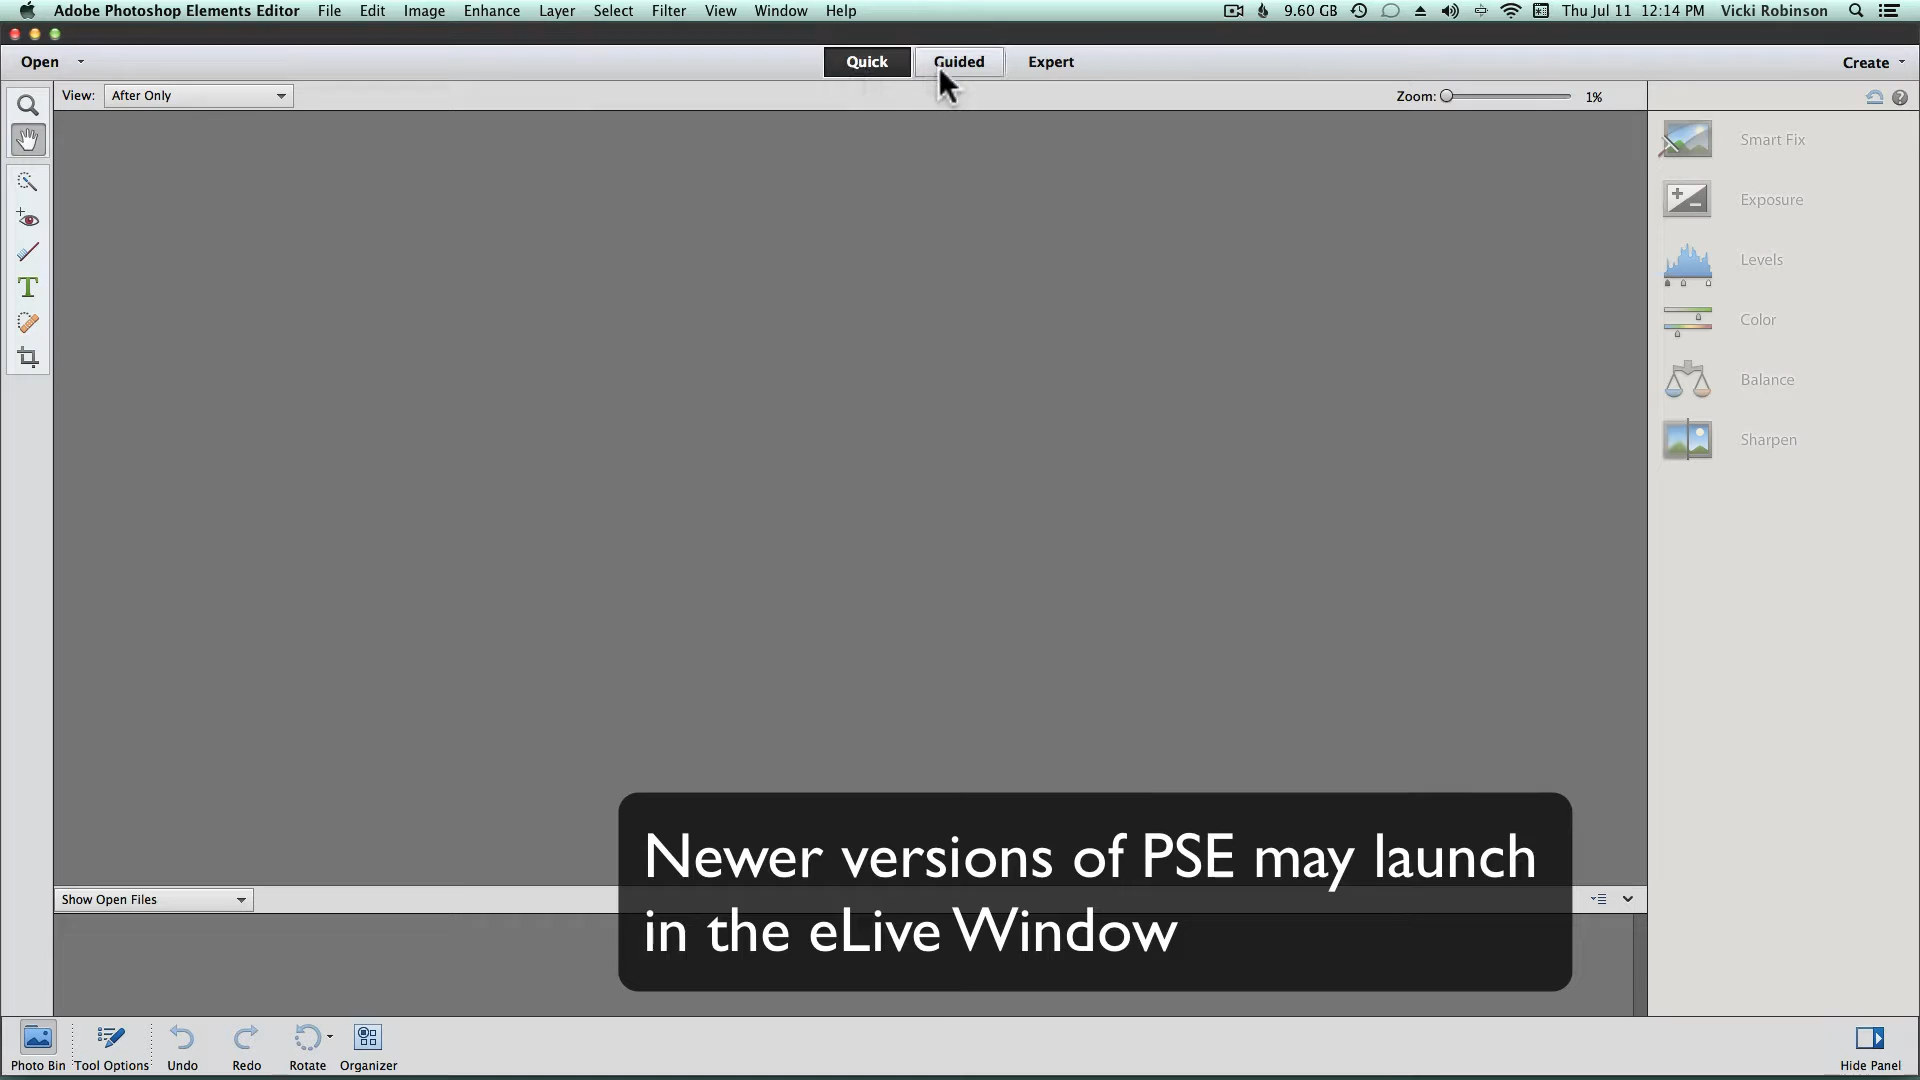 Adobe Photoshop Elements Editor File Edit Image Enhance Layer Select Filter View Window Help 9.60 GB Thu Jul 11 12:14 PM Vicki Robinson
Open Quick Guided Expert Create
View: After Only Zoom: 1%
Smart Fix
Exposure
Levels
Color
Balance
Sharpen
Newer versions of PSE may launch
in the eLive Window
Show Open Files
Photo Bin Tool Options Undo Redo Rotate Organizer Hide Panel